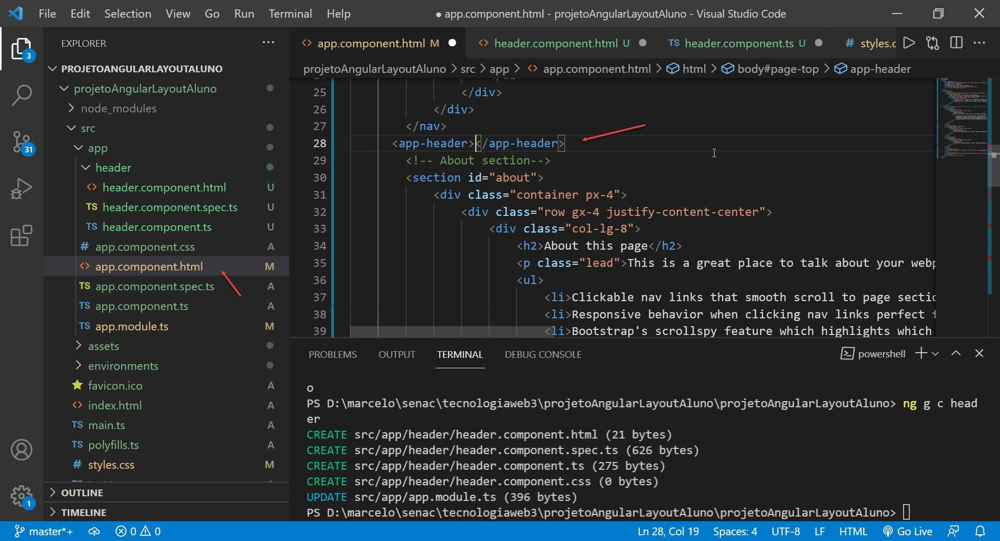 File Edit Selection View Go Run Terminal Help ● app.component.html - projetoAngularLayoutAluno - Visual Studio Code
EXPLORER
PROJETOANGULARLAYOUTALUNO
projetoAngularLayoutAluno
node_modules
src
app
header
header.component.html U
TS header.component.spec.ts U
TS header.component.ts U
# app.component.css A
<> app.component.html M
TS app.component.spec.ts A
TS app.component.ts A
TS app.module.ts M
assets
environments
favicon.ico A
<> index.html A
TS main.ts A
TS polyfills.ts A
# styles.css M
OUTLINE
TIMELINE
3
31
1
<> app.component.html M <> header.component.html U TS header.component.ts U # styles.c
projetoAngularLayoutAluno > src > app > <> app.component.html > html > body#page-top > app-header
25 </div>
26 </div>
27 </nav>
28 <app-header></app-header>
29 <!-- About section-->
30 <section id="about">
31 <div class="container px-4">
32 <div class="row gx-4 justify-content-center">
33 <div class="col-lg-8">
34 <h2>About this page</h2>
35 <p class="lead">This is a great place to talk about your webp
36 <ul>
37 <li>Clickable nav links that smooth scroll to page sectio
38 <li>Responsive behavior when clicking nav links perfect f
39 <li>Bootstrap's scrollspy feature which highlights which
PROBLEMS OUTPUT TERMINAL DEBUG CONSOLE powershell
o
PS D:\marcelo\senac\tecnologiaweb3\projetoAngularLayoutAluno\projetoAngularLayoutAluno> ng g c head
er
CREATE src/app/header/header.component.html (21 bytes)
CREATE src/app/header/header.component.spec.ts (626 bytes)
CREATE src/app/header/header.component.ts (275 bytes)
CREATE src/app/header/header.component.css (0 bytes)
UPDATE src/app/app.module.ts (396 bytes)
PS D:\marcelo\senac\tecnologiaweb3\projetoAngularLayoutAluno\projetoAngularLayoutAluno>
master*+ 0 0 Ln 28, Col 19 Spaces: 4 UTF-8 LF HTML Go Live